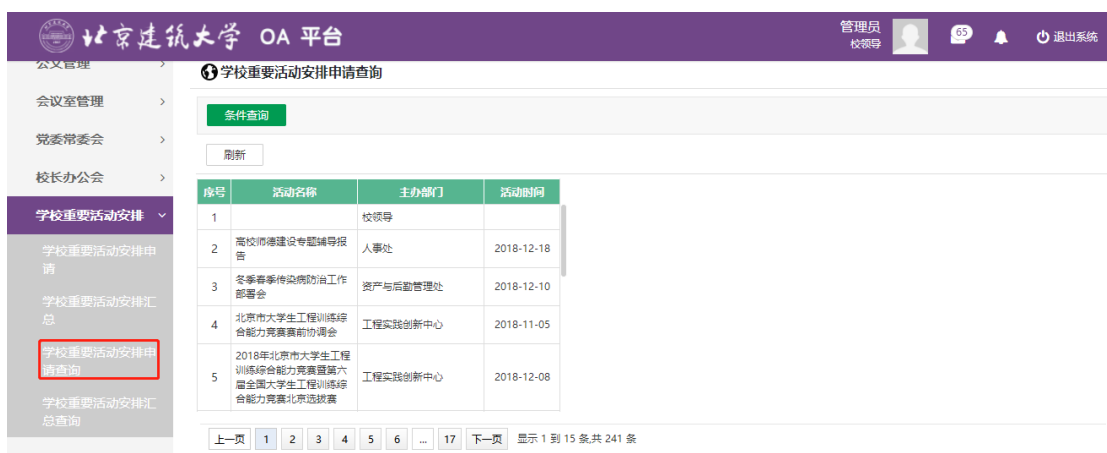 北京建筑大学 OA 平台
管理员
校领导
65
退出系统
公文管理
会议室管理
党委常委会
校长办公会
学校重要活动安排
学校重要活动安排申
请
学校重要活动安排汇
总
学校重要活动安排申
请查询
学校重要活动安排汇
总查询
学校重要活动安排申请查询
条件查询
刷新
序号 活动名称 主办部门 活动时间
1 校领导
2 高校师德建设专题辅导报
告 人事处 2018-12-18
3 冬季春季传染病防治工作
部署会 资产与后勤管理处 2018-12-10
4 北京市大学生工程训练综
合能力竞赛赛前协调会 工程实践创新中心 2018-11-05
5 2018年北京市大学生工程
训练综合能力竞赛暨第六
届全国大学生工程训练综
合能力竞赛北京选拔赛 工程实践创新中心 2018-12-08
上一页 1 2 3 4 5 6 ... 17 下一页 显示 1 到 15 条,共 241 条